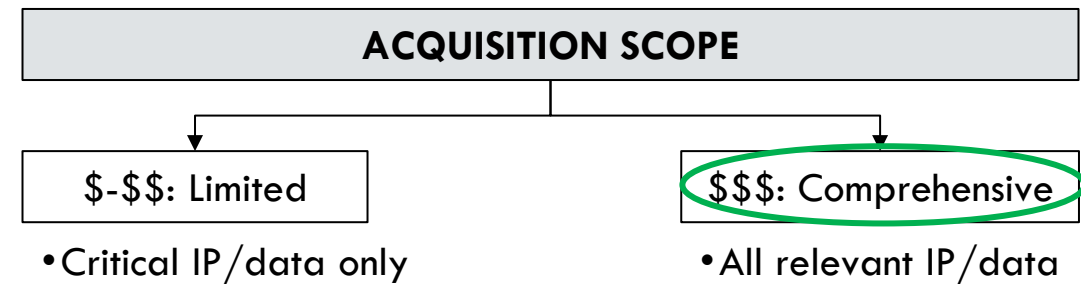 ACQUISITION SCOPE
$-$$: Limited
$$$: Comprehensive
•Critical IP/data only
•All relevant IP/data